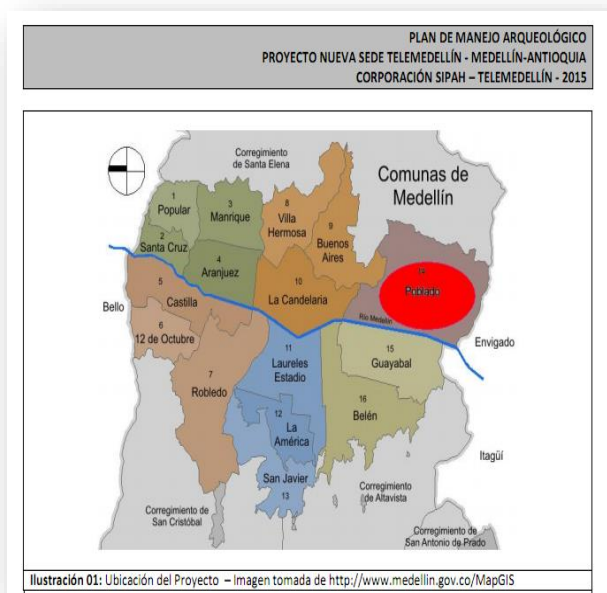 PLAN DE MANEJO ARQUEOLÓGICO
PROYECTO NUEVA SEDE TELEMEDELLÍN - MEDELLÍN-ANTIOQUIA
CORPORACIÓN SIPAH – TELEMEDELLÍN - 2015
Corregimiento
de Santa Elena
Comunas de
Medellín
1
Popular
3
Manrique
8
Villa
Hermosa
9
Buenos
Aires
2
Santa Cruz
4
Aranjuez
10
La Candelaria
14
Poblado
5
Castilla
Bello
Río Medellín
Envigado
6
12 de Octubre
7
Robledo
11
Laureles
Estadio
15
Guayabal
16
Belén
12
La
América
Itagüí
San Javier
13
Corregimiento
de Altavista
Corregimiento de
San Cristóbal
Corregimiento de
San Antonio de Prado
Ilustración 01: Ubicación del Proyecto – Imagen tomada de http://www.medellin.gov.co/MapGIS